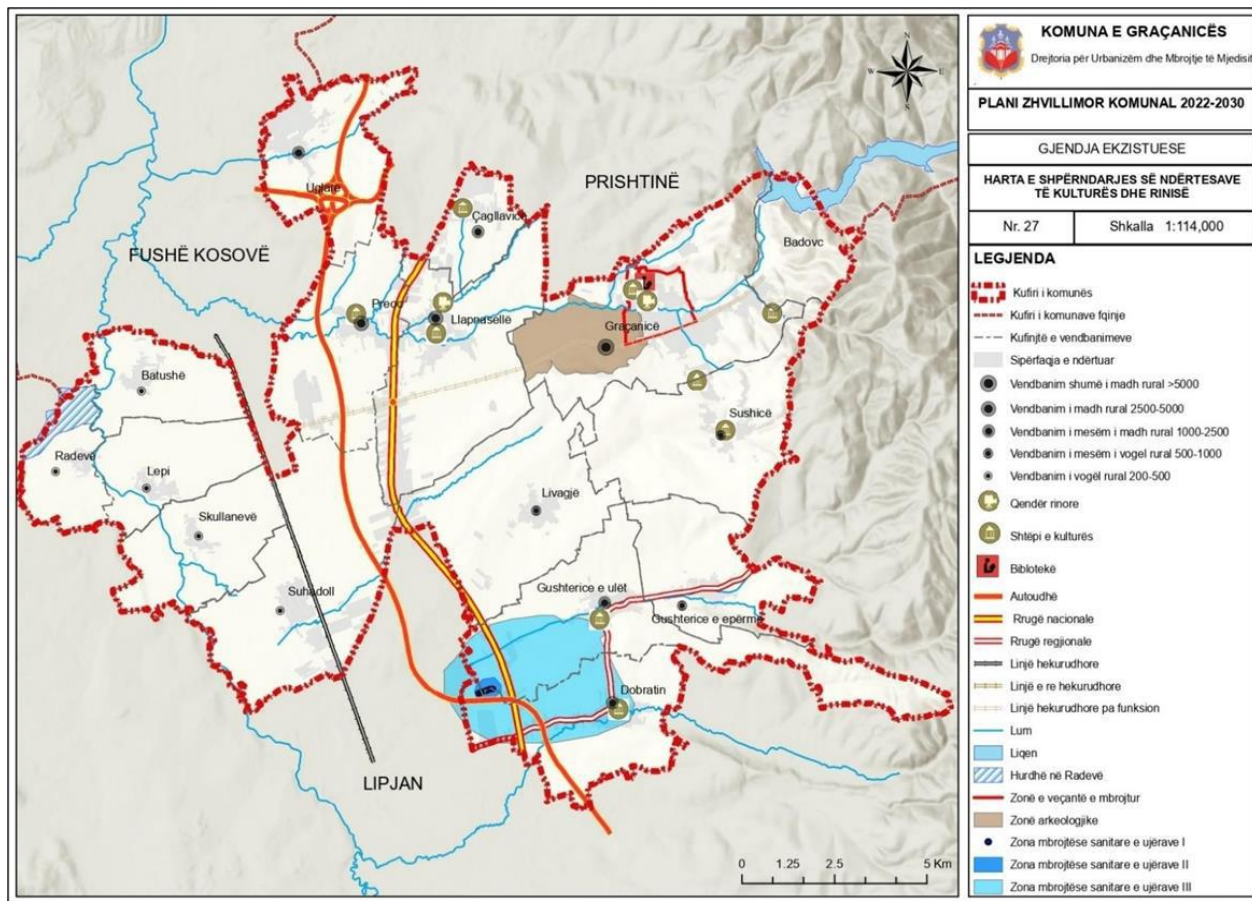 KOMUNA E GRAÇANICËS
Drejtoria për Urbanizëm dhe Mbrojtje të Mjedisit
PLANI ZHVILLIMOR KOMUNAL 2022-2030
GJENDJA EKZISTUESE
HARTA E SHPËRNDARJES SË NDËRTESAVE
TË KULTURËS DHE RINISË
Nr. 27
Shkalla 1:114,000
LEGJENDA
Kufiri i komunës
Kufiri i komunave fqinje
Kufinjtë e vendbanimeve
Sipërfaqja e ndërtuar
Vendbanim shumë i madh rural >5000
Vendbanim i madh rural 2500-5000
Vendbanim i mesëm i madh rural 1000-2500
Vendbanim i mesëm i vogel rural 500-1000
Vendbanim i vogël rural 200-500
Qendër rinore
Shtëpi e kulturës
Bibliotekë
Autoudhë
Rrugë nacionale
Rrugë regjionale
Linjë hekurudhore
Linjë e re hekurudhore
Linjë hekurudhore pa funksion
Lum
Liqen
Hurdhë në Radevë
Zonë e veçantë e mbrojtur
Zonë arkeologjike
Zona mbrojtëse sanitare e ujërave I
Zona mbrojtëse sanitare e ujërave II
Zona mbrojtëse sanitare e ujërave III
N
W
E
S
PRISHTINË
Uglarë
Çagllavicë
FUSHË KOSOVË
Badovc
Preoc
Llapnasellë
Graçanicë
Batushë
Sushicë
Radevë
Lepi
Livagjë
Skullanevë
Suhadoll
Gushterice e ulët
Gushterice e epërme
Dobratin
LIPJAN
0 1.25 2.5 5 Km